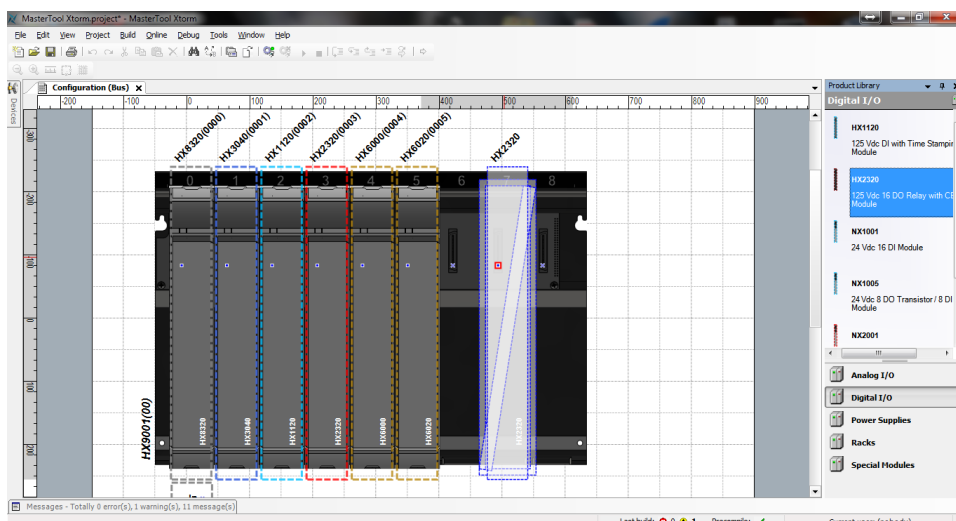 MasterTool Xtorm.project* - MasterTool Xtorm
File Edit View Project Build Online Debug Tools Window Help
Configuration (Bus) X
Devices
-200 -100 0 100 200 300 400 500 600 700 800 900
HX8320(0000) HX3040(0001) HX1120(0002) HX2320(0003) HX6000(0004) HX6020(0005) HX2320
0 1 2 3 4 5 6 7 8
HX9001(00)
HX8320 HX3040 HX1120 HX2320 HX6000 HX6020 HX2320
Product Library
Digital I/O
HX1120
125 Vdc DI with Time Stampin
Module
HX2320
125 Vdc 16 DO Relay with CB
Module
NX1001
24 Vdc 16 DI Module
NX1005
24 Vdc 8 DO Transistor / 8 DI
Module
NX2001
Analog I/O
Digital I/O
Power Supplies
Racks
Special Modules
Messages - Totally 0 error(s), 1 warning(s), 11 message(s)